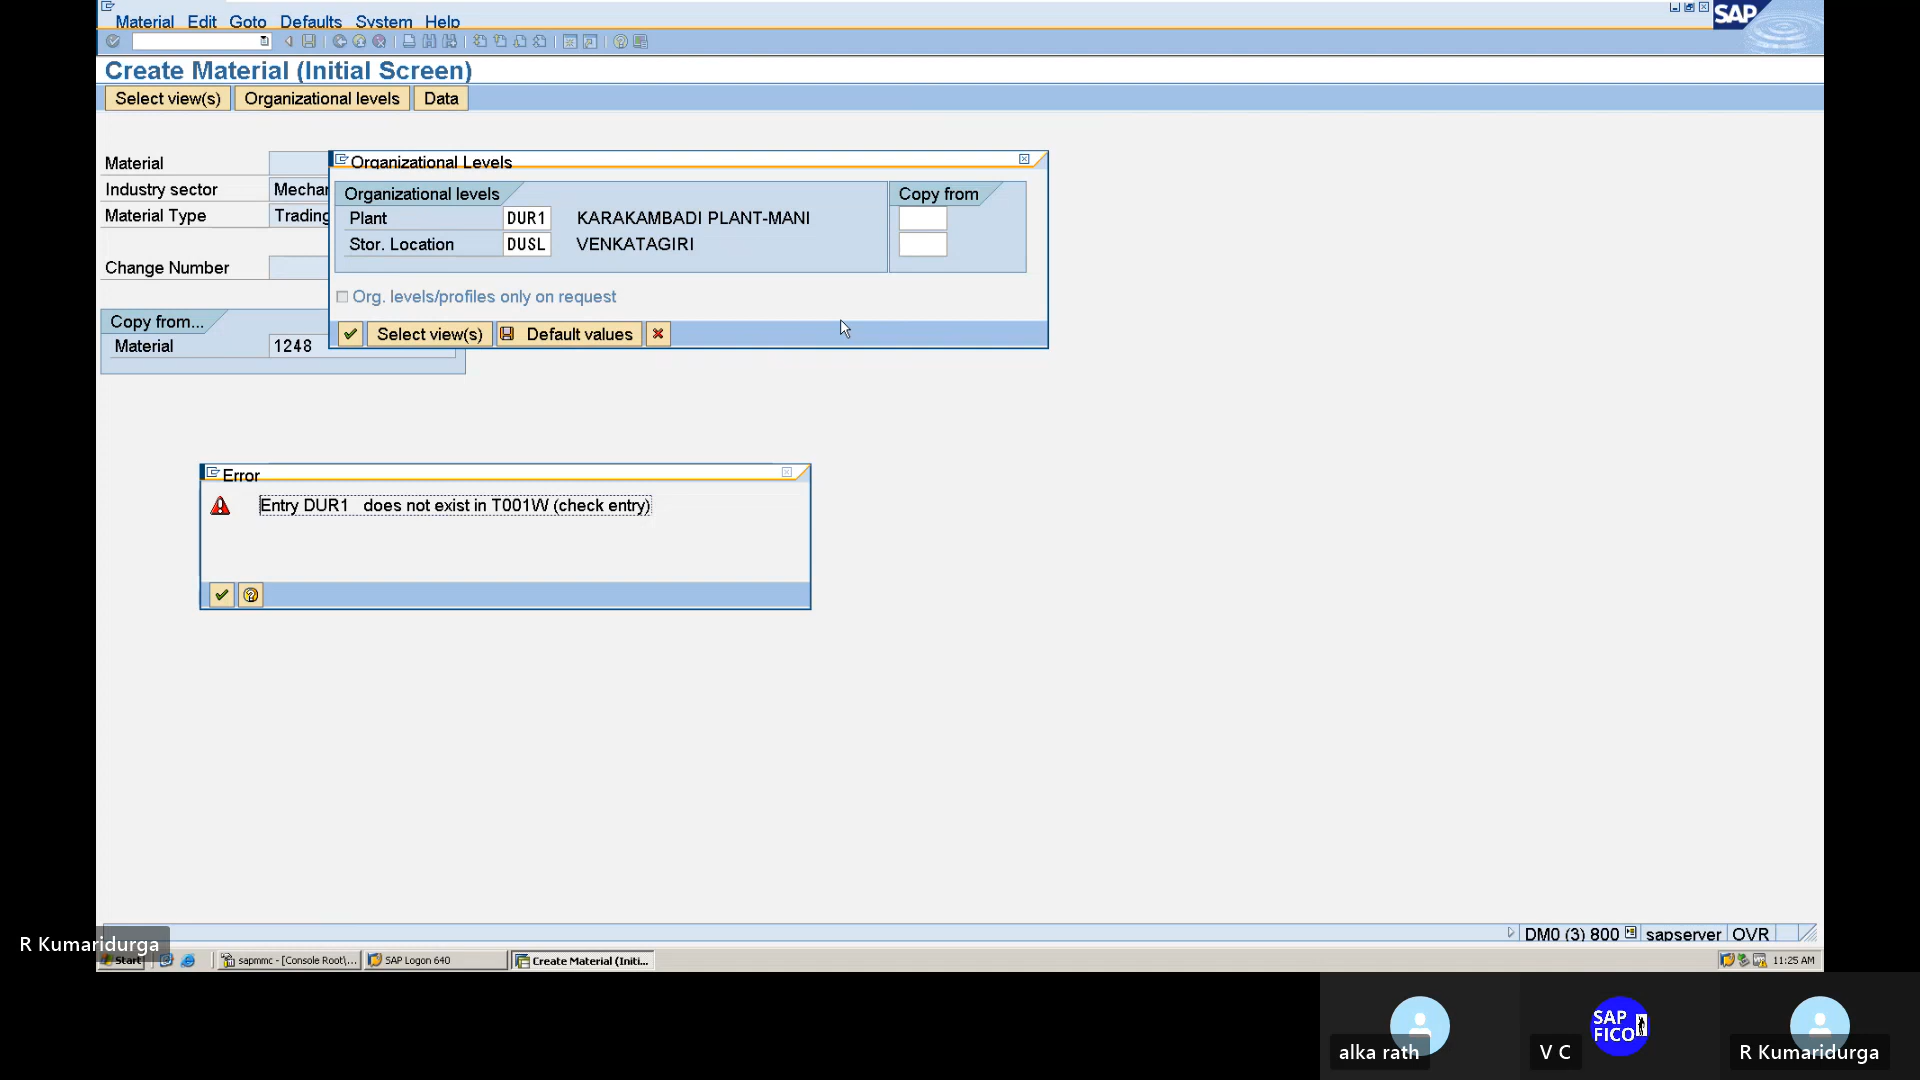 Material Edit Goto Defaults System Help
SAP
Create Material (Initial Screen)
Select view(s) Organizational levels Data
Material
Industry sector Mechar
Material Type Trading
Change Number
Copy from...
Material 1248
Organizational Levels
Organizational levels Copy from
Plant DUR1 KARAKAMBADI PLANT-MANI
Stor. Location DUSL VENKATAGIRI
Org. levels/profiles only on request
Select view(s) Default values
Error
Entry DUR1 does not exist in T001W (check entry)
DM0 (3) 800 sapserver OVR
R Kumaridurga
Start sapmmc - [Console Root\... SAP Logon 640 Create Material (Initi... 11:25 AM
SAP
FICO
alka rath V C R Kumaridurga